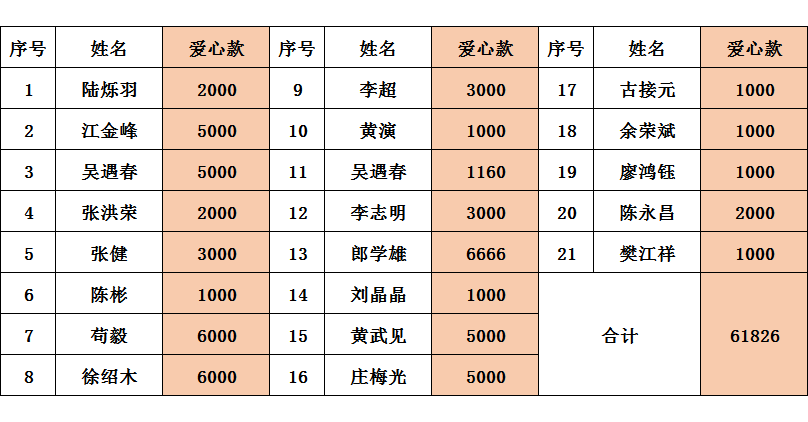 序号 姓名 爱心款 序号 姓名 爱心款 序号 姓名 爱心款
1 陆烁羽 2000 9 李超 3000 17 古接元 1000
2 江金峰 5000 10 黄演 1000 18 余荣斌 1000
3 吴遇春 5000 11 吴遇春 1160 19 廖鸿钰 1000
4 张洪荣 2000 12 李志明 3000 20 陈永昌 2000
5 张健 3000 13 郎学雄 6666 21 樊江祥 1000
6 陈彬 1000 14 刘晶晶 1000
7 苟毅 6000 15 黄武见 5000 合计 61826
8 徐绍木 6000 16 庄梅光 5000